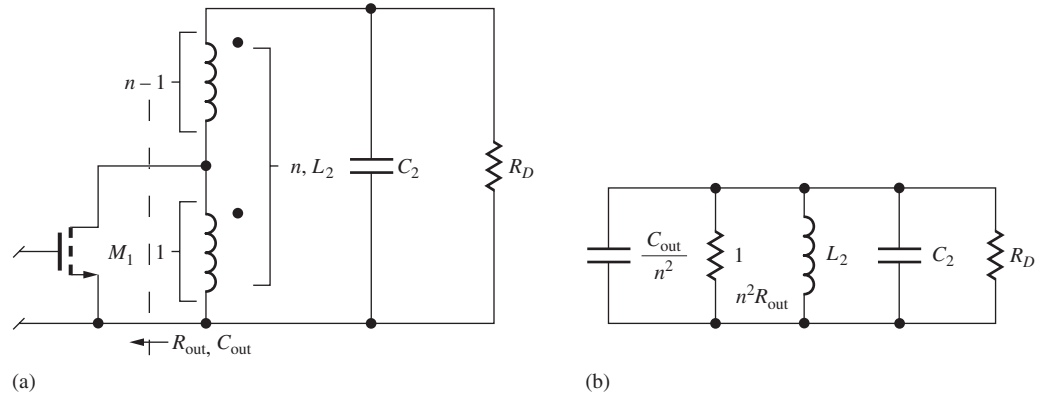 n – 1
n, L2
C2
RD
M1
1
Rout, Cout
(a)
Cout
n2
1
n2Rout
L2
C2
RD
(b)